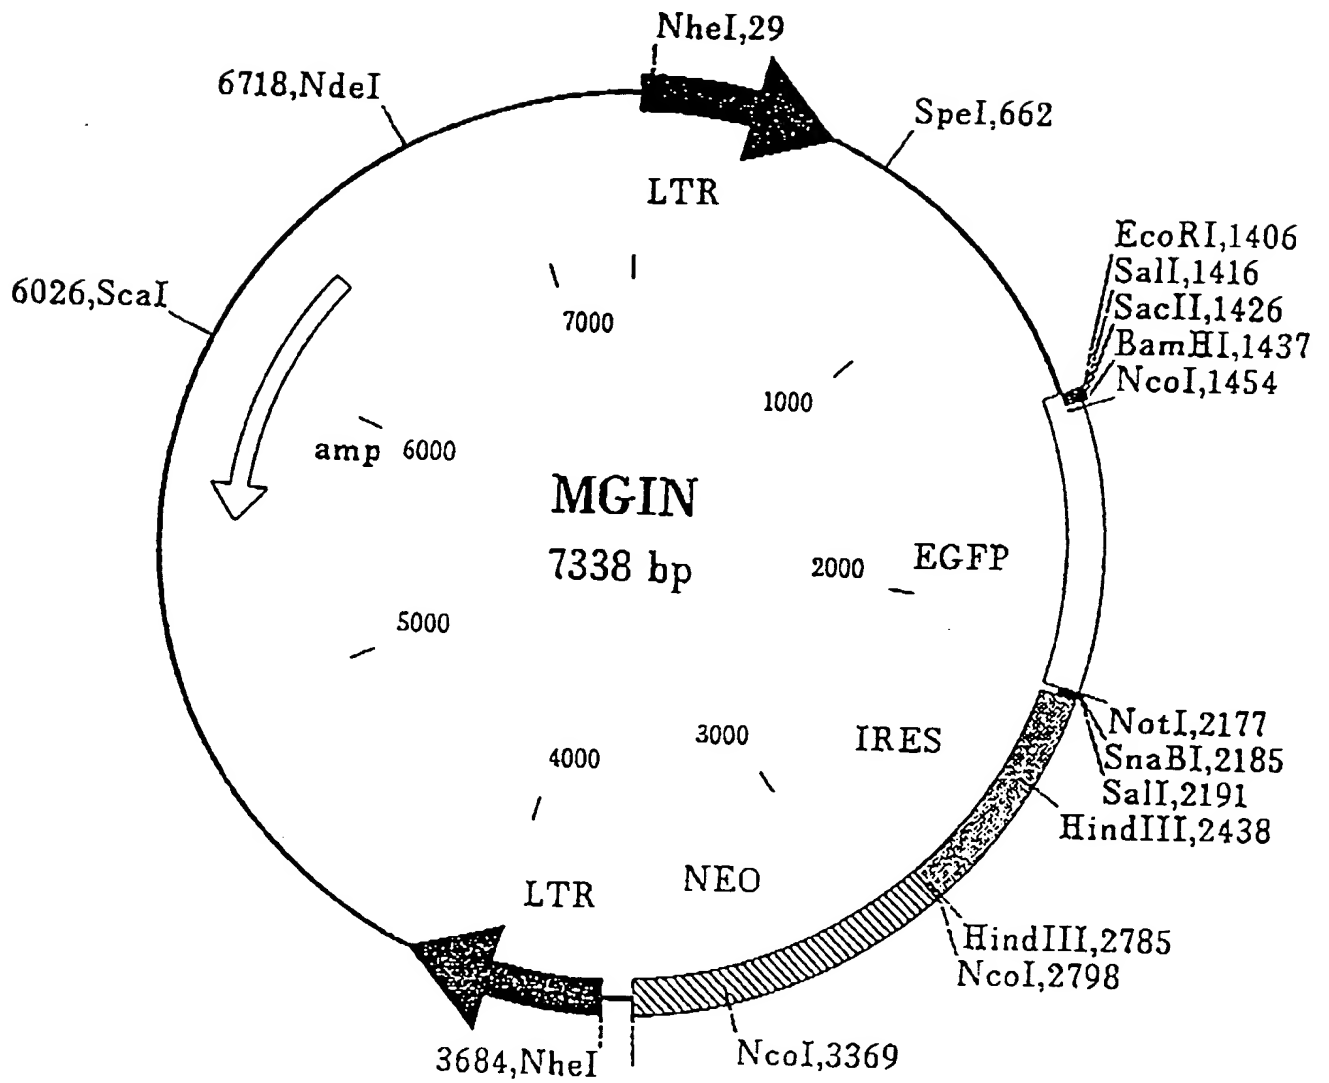 NheI,29
6718,NdeI
SpeI,662
LTR
EcoRI,1406
SalI,1416
6026,ScaI
SacII,1426
7000
BamHI,1437
NcoI,1454
1000
amp
6000
MGIN
7338 bp
EGFP
2000
5000
NotI,2177
IRES
3000
4000
SnaBI,2185
SalI,2191
HindIII,2438
NEO
LTR
HindIII,2785
NcoI,2798
NcoI,3369
3684,NheI